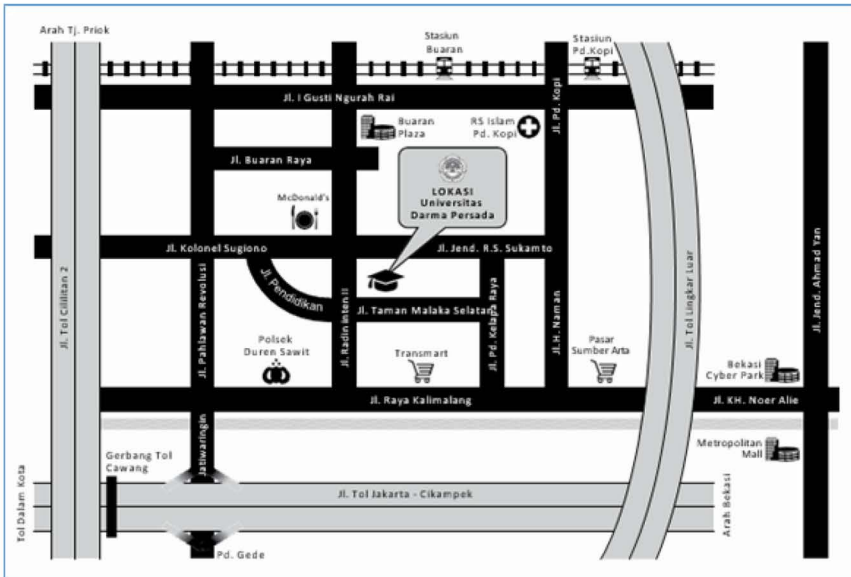 Arah Tj. Priok
Stasiun
Buaran
Stasiun
Pd.Kopi
Jl. I Gusti Ngurah Rai
Jl. Pd. Kopi
Buaran
Plaza
RS Islam
Pd. Kopi
Jl. Buaran Raya
LOKASI
Universitas
Darma Persada
McDonald's
Jl. Kolonel Sugiono
Jl. Jend. R.S. Sukamto
Jl. Tol Cililitan 2
Jl. Pahlawan Revolusi
Jl. Pendidikan
Jl. Radin Inten II
Jl. Taman Malaka Selatan
Jl. Pd. Kelapa Raya
Jl.H. Naman
Jl. Tol Lingkar Luar
Jl. Jend. Ahmad Yan
Polsek
Duren Sawit
Transmart
Pasar
Sumber Arta
Bekasi
Cyber Park
Jl. Raya Kalimalang
Jl. KH. Noer Alie
Jatiwaringin
Gerbang Tol
Cawang
Metropolitan
Mall
Tol Dalam Kota
Jl. Tol Jakarta - Cikampek
Arah Bekasi
Pd. Gede